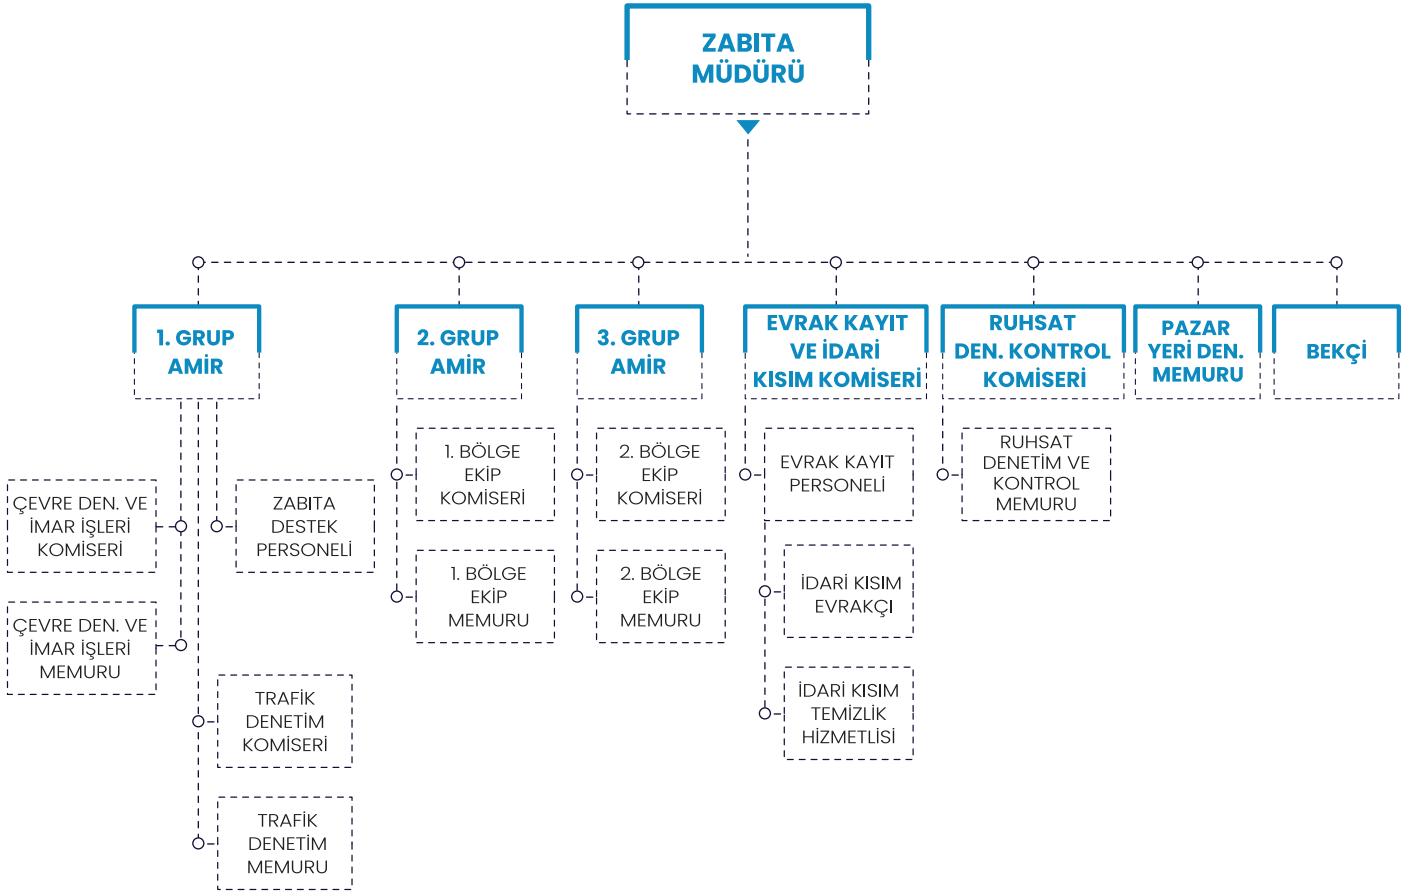 ZABITA
MÜDÜRÜ
1. GRUP
AMİR
2. GRUP
AMİR
3. GRUP
AMİR
EVRAK KAYIT
VE İDARİ
KISIM KOMİSERİ
RUHSAT
DEN. KONTROL
KOMİSERİ
PAZAR
YERİ DEN.
MEMURU
BEKÇİ
ÇEVRE DEN. VE
İMAR İŞLERİ
KOMİSERİ
ÇEVRE DEN. VE
İMAR İŞLERİ
MEMURU
ZABITA
DESTEK
PERSONELİ
TRAFİK
DENETİM
KOMİSERİ
TRAFİK
DENETİM
MEMURU
1. BÖLGE
EKİP
KOMİSERİ
1. BÖLGE
EKİP
MEMURU
2. BÖLGE
EKİP
KOMİSERİ
2. BÖLGE
EKİP
MEMURU
EVRAK KAYIT
PERSONELİ
İDARİ KISIM
EVRAKÇI
İDARİ KISIM
TEMİZLİK
HİZMETLİSİ
RUHSAT
DENETİM VE
KONTROL
MEMURU